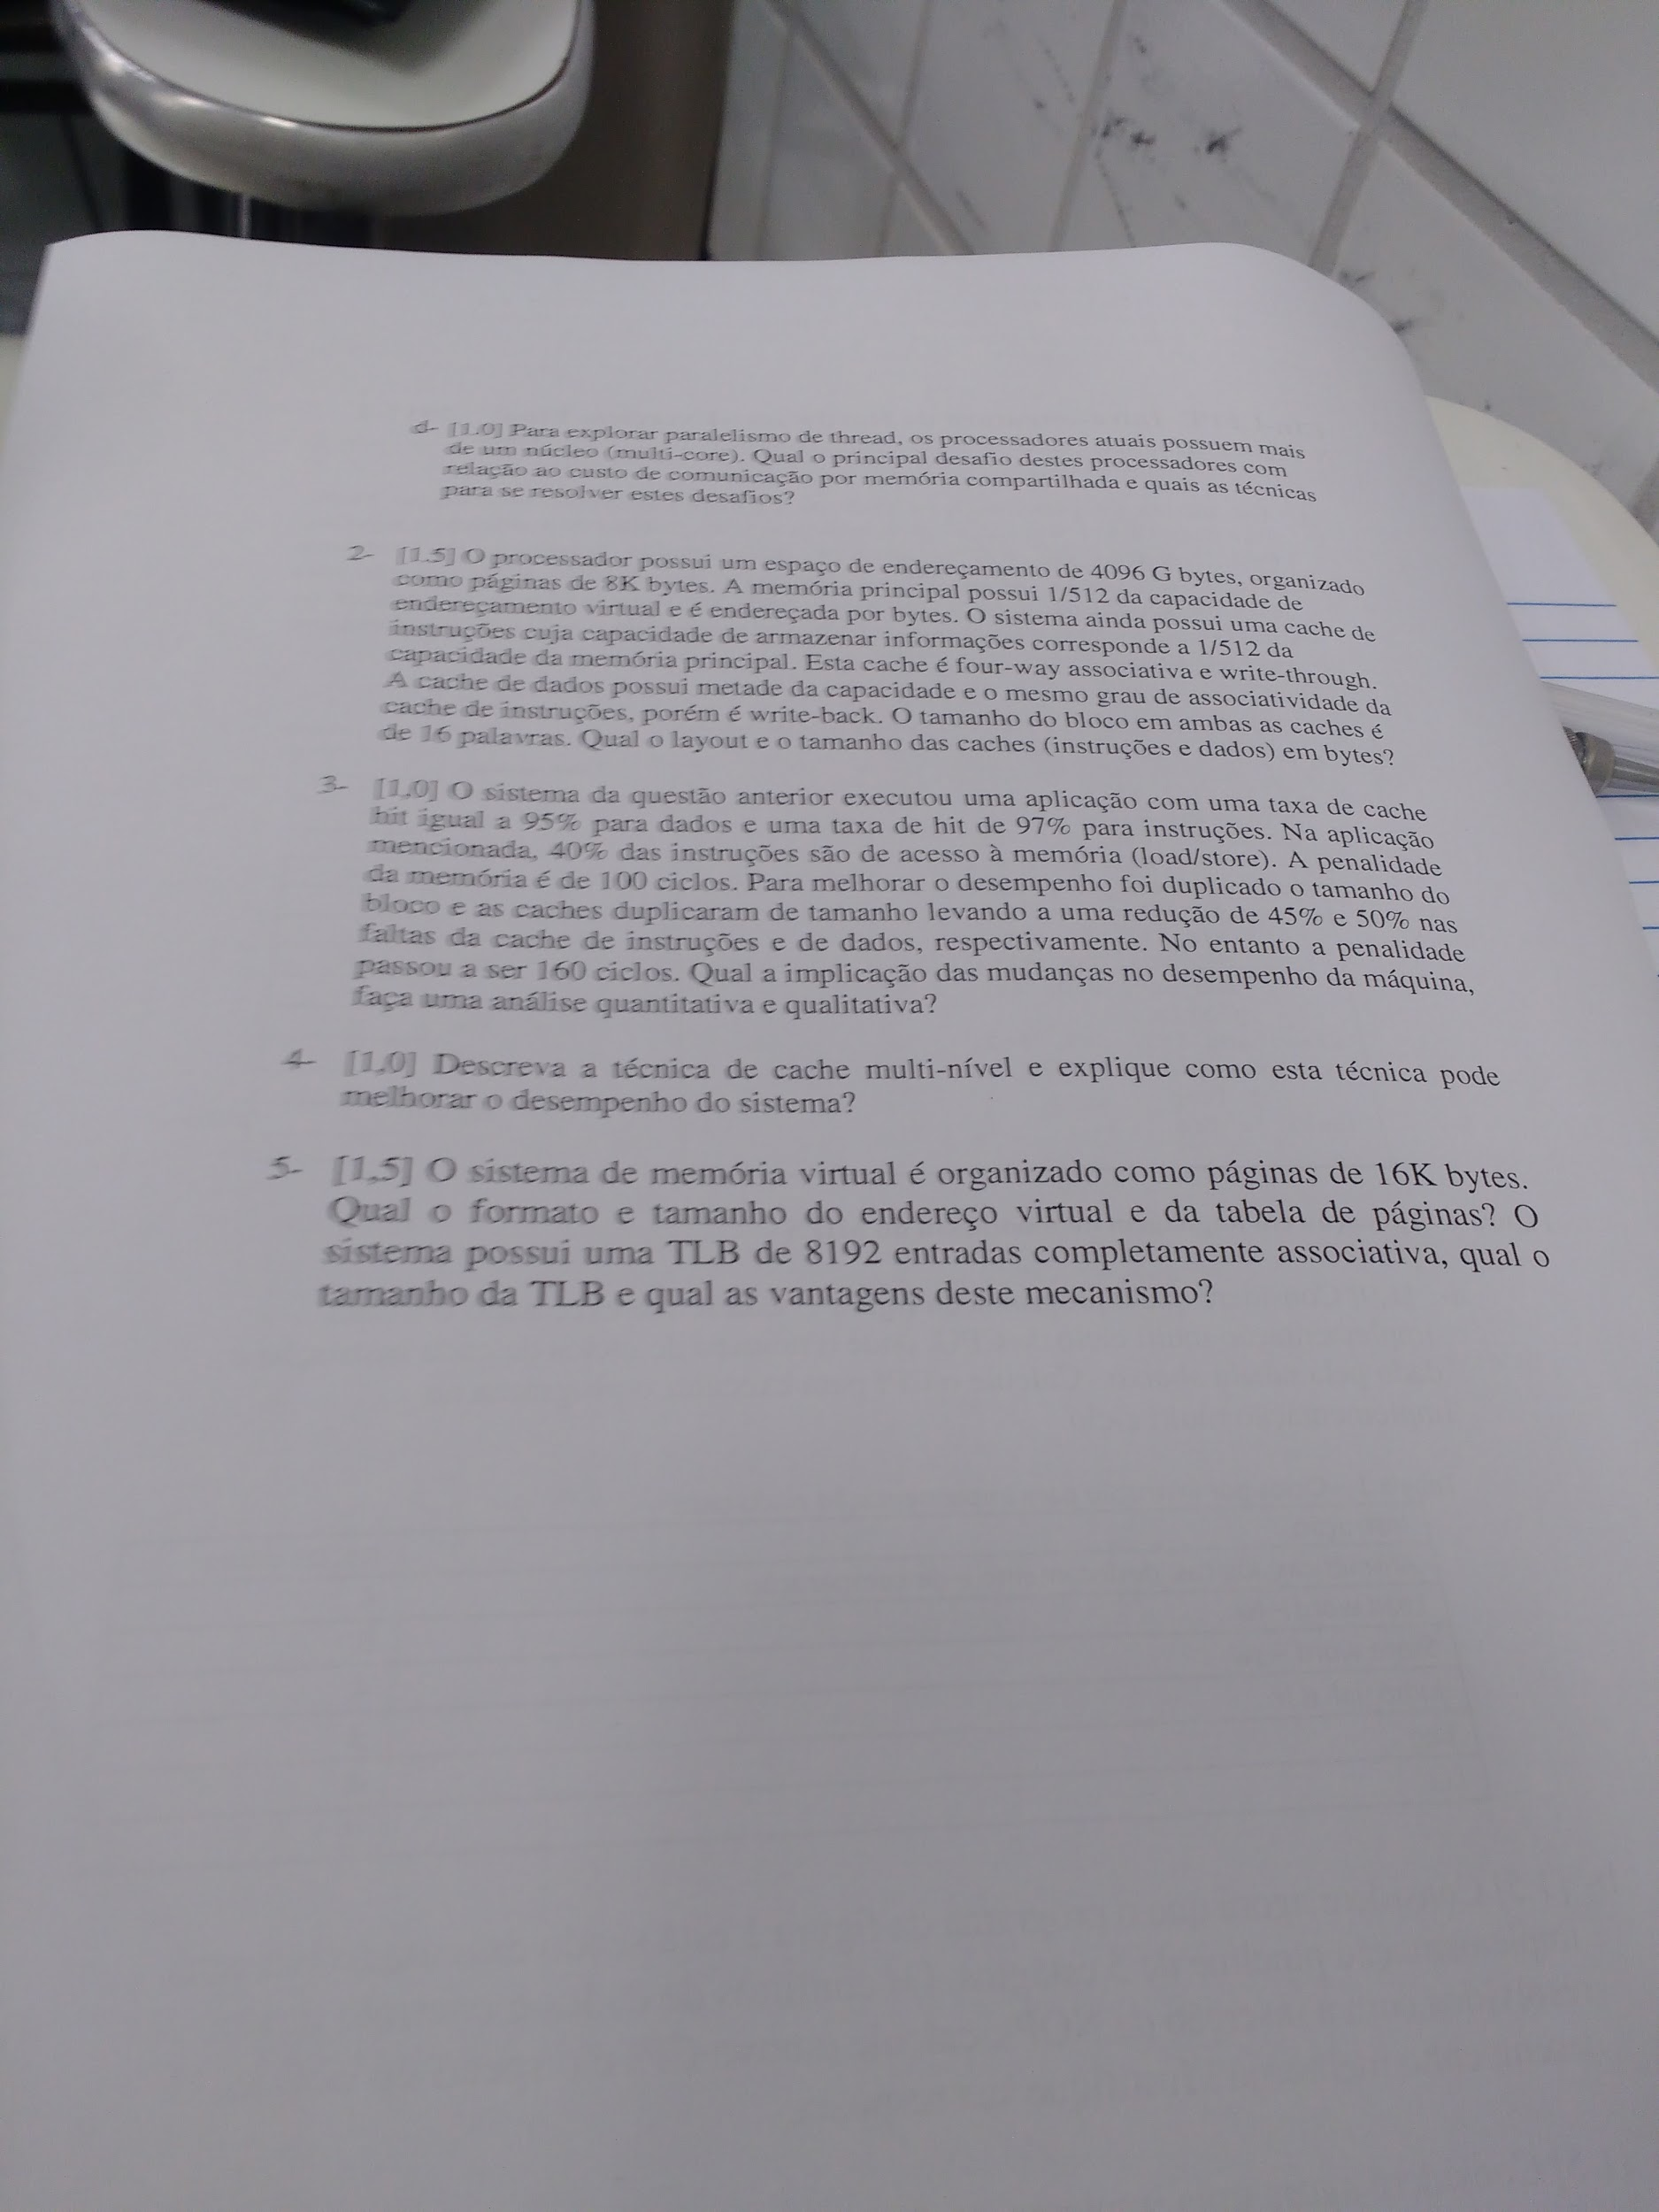 d- [1.0] Para explorar paralelismo de thread, os processadores atuais possuem mais
de um núcleo (multi-core). Qual o principal desafio destes processadores com
relação ao custo de comunicação por memória compartilhada e quais as técnicas
para se resolver estes desafios?
2- [1.5] O processador possui um espaço de endereçamento de 4096 G bytes, organizado
como páginas de 8K bytes. A memória principal possui 1/512 da capacidade de
endereçamento virtual e é endereçada por bytes. O sistema ainda possui uma cache de
instruções cuja capacidade de armazenar informações corresponde a 1/512 da
capacidade da memória principal. Esta cache é four-way associativa e write-through.
A cache de dados possui metade da capacidade e o mesmo grau de associatividade da
cache de instruções, porém é write-back. O tamanho do bloco em ambas as caches é
de 16 palavras. Qual o layout e o tamanho das caches (instruções e dados) em bytes?
3- [1,0] O sistema da questão anterior executou uma aplicação com uma taxa de cache
hit igual a 95% para dados e uma taxa de hit de 97% para instruções. Na aplicação
mencionada, 40% das instruções são de acesso à memória (load/store). A penalidade
da memória é de 100 ciclos. Para melhorar o desempenho foi duplicado o tamanho do
bloco e as caches duplicaram de tamanho levando a uma redução de 45% e 50% nas
faltas da cache de instruções e de dados, respectivamente. No entanto a penalidade
passou a ser 160 ciclos. Qual a implicação das mudanças no desempenho da máquina,
faça uma análise quantitativa e qualitativa?
4- [1,0] Descreva a técnica de cache multi-nível e explique como esta técnica pode
melhorar o desempenho do sistema?
5- [1,5] O sistema de memória virtual é organizado como páginas de 16K bytes.
Qual o formato e tamanho do endereço virtual e da tabela de páginas? O
sistema possui uma TLB de 8192 entradas completamente associativa, qual o
tamanho da TLB e qual as vantagens deste mecanismo?